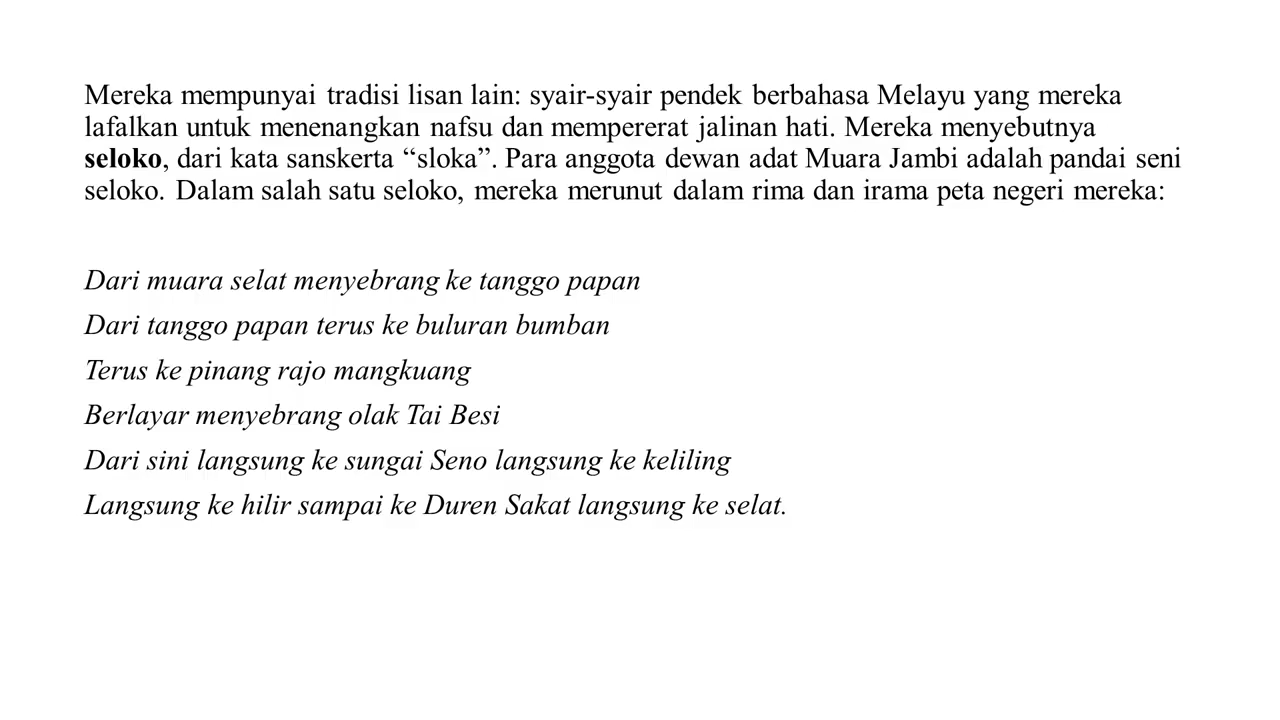 Mereka mempunyai tradisi lisan lain: syair-syair pendek berbahasa Melayu yang mereka
lafalkan untuk menenangkan nafsu dan mempererat jalinan hati. Mereka menyebutnya
seloko, dari kata sanskerta “sloka”. Para anggota dewan adat Muara Jambi adalah pandai seni
seloko. Dalam salah satu seloko, mereka merunut dalam rima dan irama peta negeri mereka:
Dari muara selat menyebrang ke tanggo papan
Dari tanggo papan terus ke buluran bumban
Terus ke pinang rajo mangkuang
Berlayar menyebrang olak Tai Besi
Dari sini langsung ke sungai Seno langsung ke keliling
Langsung ke hilir sampai ke Duren Sakat langsung ke selat.